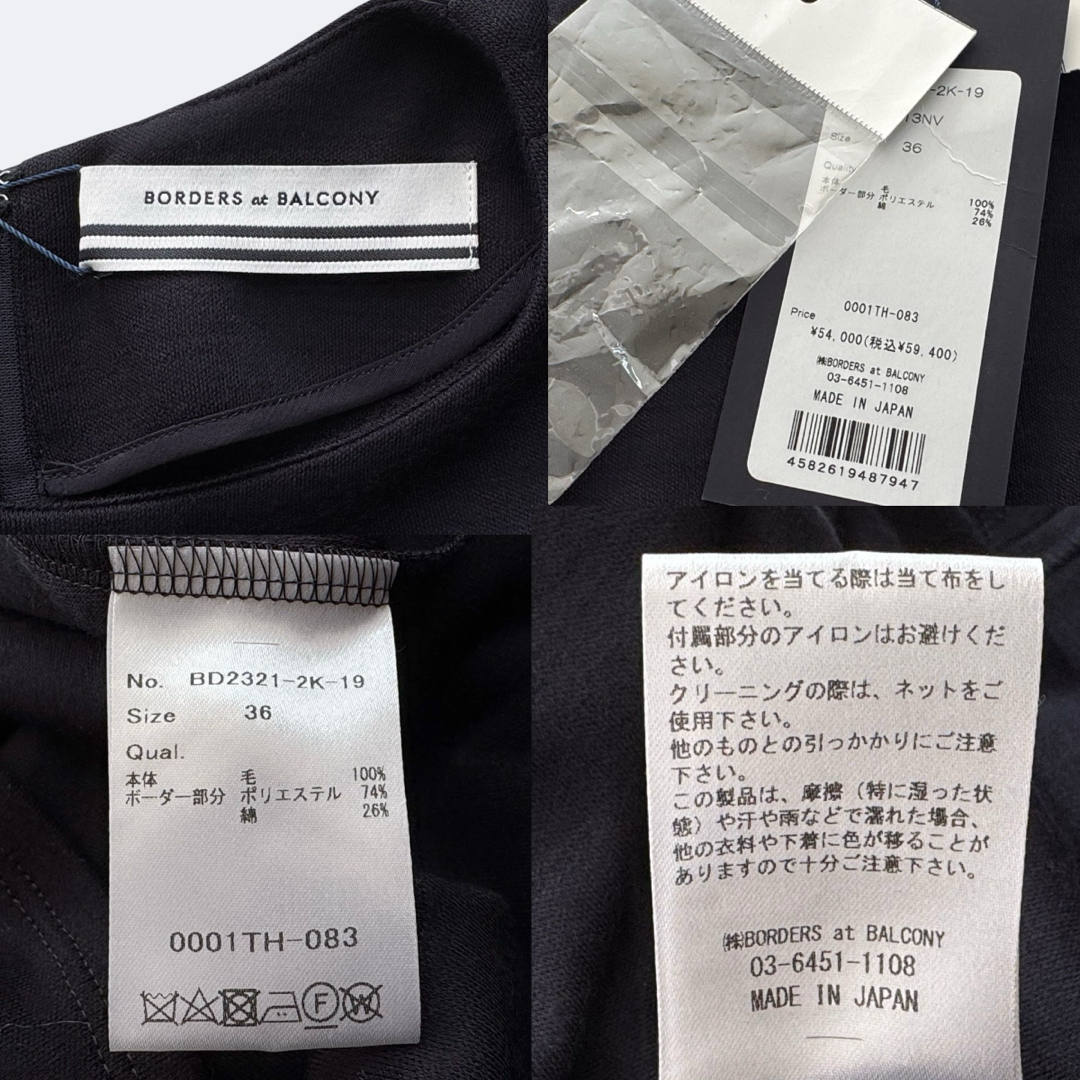 BORDERS at BALCONY
-2K-19
13NV
Size 36
Quality
本体 毛 100%
ボーダー部分 ポリエステル 74%
綿 26%
0001TH-083
Price ¥54,000(税込¥59,400)
㈱BORDERS at BALCONY
03-6451-1108
MADE IN JAPAN
4582619487947
No. BD2321-2K-19
Size 36
Qual.
本体 毛 100%
ボーダー部分 ポリエステル 74%
綿 26%
0001TH-083
F W
アイロンを当てる際は当て布をし
てください。
付属部分のアイロンはお避けくだ
さい。
クリーニングの際は、ネットをご
使用下さい。
他のものとの引っかかりにご注意
下さい。
この製品は、摩擦（特に湿った状
態）や汗や雨などで濡れた場合、
他の衣料や下着に色が移ることが
ありますので十分ご注意下さい。
㈱BORDERS at BALCONY
03-6451-1108
MADE IN JAPAN